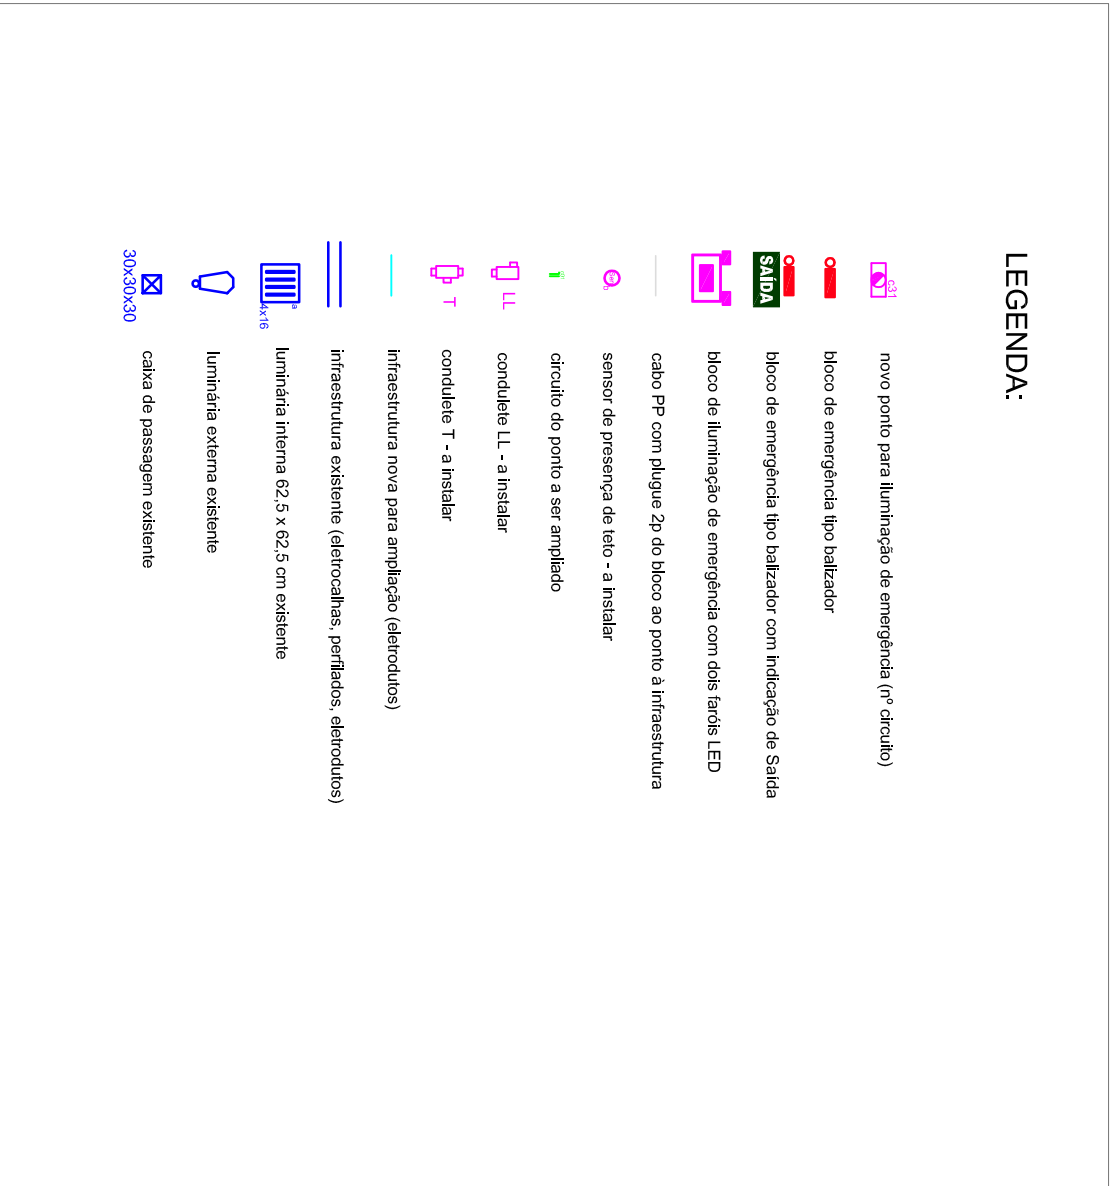 LEGENDA:
c31
novo ponto para iluminação de emergência (nº circuito)
bloco de emergência tipo balizador
SAÍDA
bloco de emergência tipo balizador com indicação de Saída
bloco de iluminação de emergência com dois faróis LED
cabo PP com plugue 2p do bloco ao ponto à infraestrutura
sensor de presença de teto - a instalar
circuito do ponto a ser ampliado
LL
condulete LL - a instalar
T
condulete T - a instalar
infraestrutura nova para ampliação (eletrodutos)
infraestrutura existente (eletrocalhas, perfilados, eletrodutos)
a
4x16
luminária interna 62,5 x 62,5 cm existente
luminária externa existente
30x30x30
caixa de passagem existente